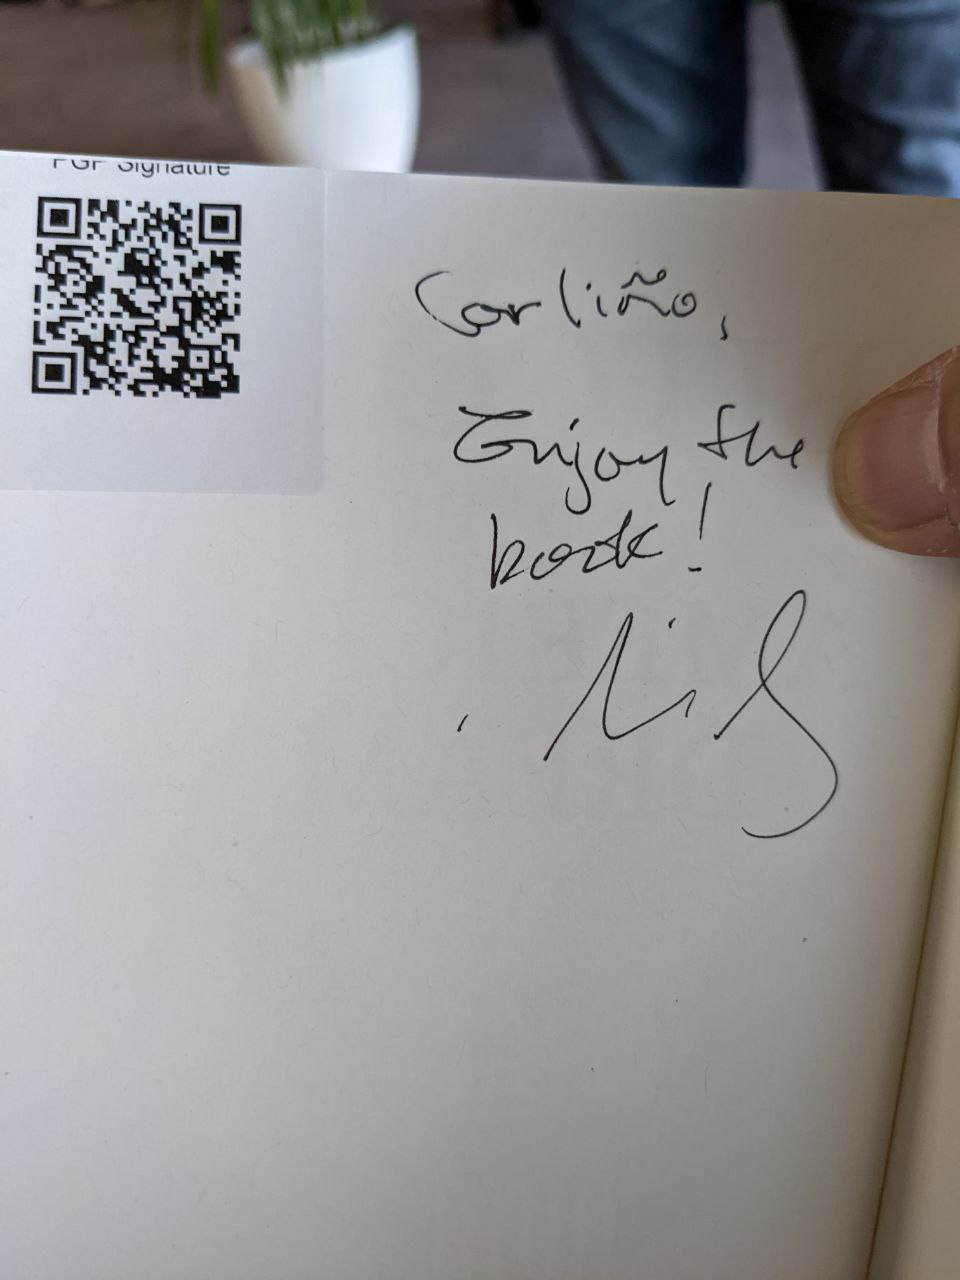 PGP Signature
Carliño,
Enjoy the
book!